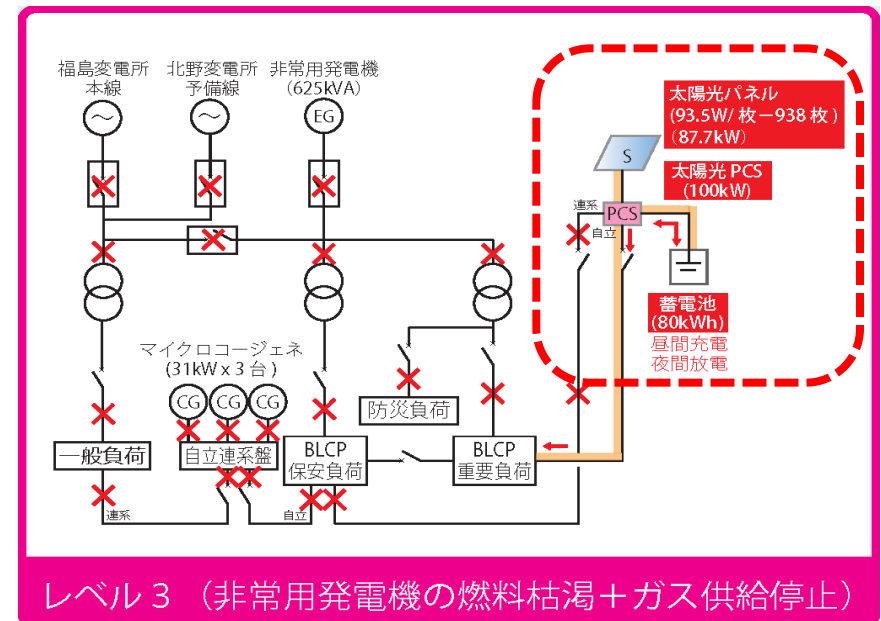 福島変電所
本線
北野変電所
予備線
非常用発電機
(625kVA)
EG
太陽光パネル
(93.5W/枚－938枚)
(87.7kW)
S
太陽光 PCS
(100kW)
連系
PCS
自立
蓄電池
(80kWh)
昼間充電
夜間放電
マイクロコージェネ
(31kW x 3 台)
CG
CG
CG
防災負荷
一般負荷
自立連系盤
BLCP
保安負荷
BLCP
重要負荷
連系
自立
レベル 3 （非常用発電機の燃料枯渇＋ガス供給停止）